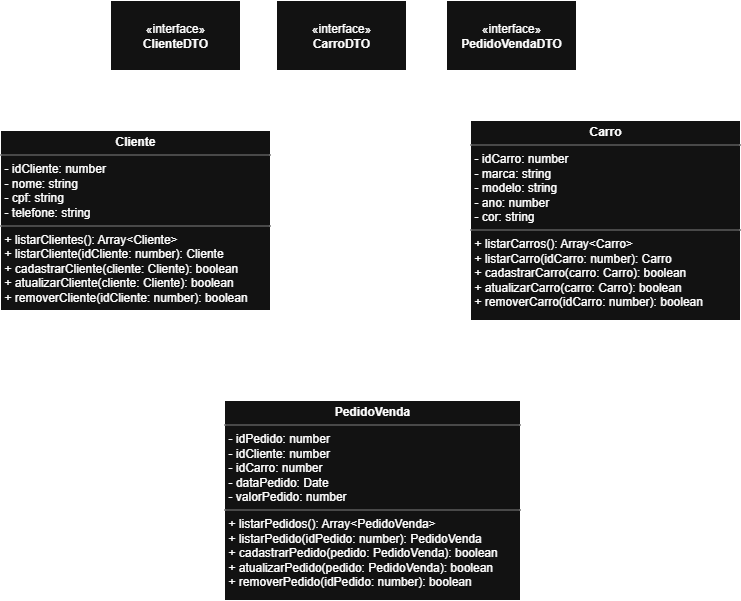 «interface»
ClienteDTO
«interface»
CarroDTO
«interface»
PedidoVendaDTO
Cliente
- idCliente: number
- nome: string
- cpf: string
- telefone: string
+ listarClientes(): Array<Cliente>
+ listarCliente(idCliente: number): Cliente
+ cadastrarCliente(cliente: Cliente): boolean
+ atualizarCliente(cliente: Cliente): boolean
+ removerCliente(idCliente: number): boolean
Carro
- idCarro: number
- marca: string
- modelo: string
- ano: number
- cor: string
+ listarCarros(): Array<Carro>
+ listarCarro(idCarro: number): Carro
+ cadastrarCarro(carro: Carro): boolean
+ atualizarCarro(carro: Carro): boolean
+ removerCarro(idCarro: number): boolean
PedidoVenda
- idPedido: number
- idCliente: number
- idCarro: number
- dataPedido: Date
- valorPedido: number
+ listarPedidos(): Array<PedidoVenda>
+ listarPedido(idPedido: number): PedidoVenda
+ cadastrarPedido(pedido: PedidoVenda): boolean
+ atualizarPedido(pedido: PedidoVenda): boolean
+ removerPedido(idPedido: number): boolean